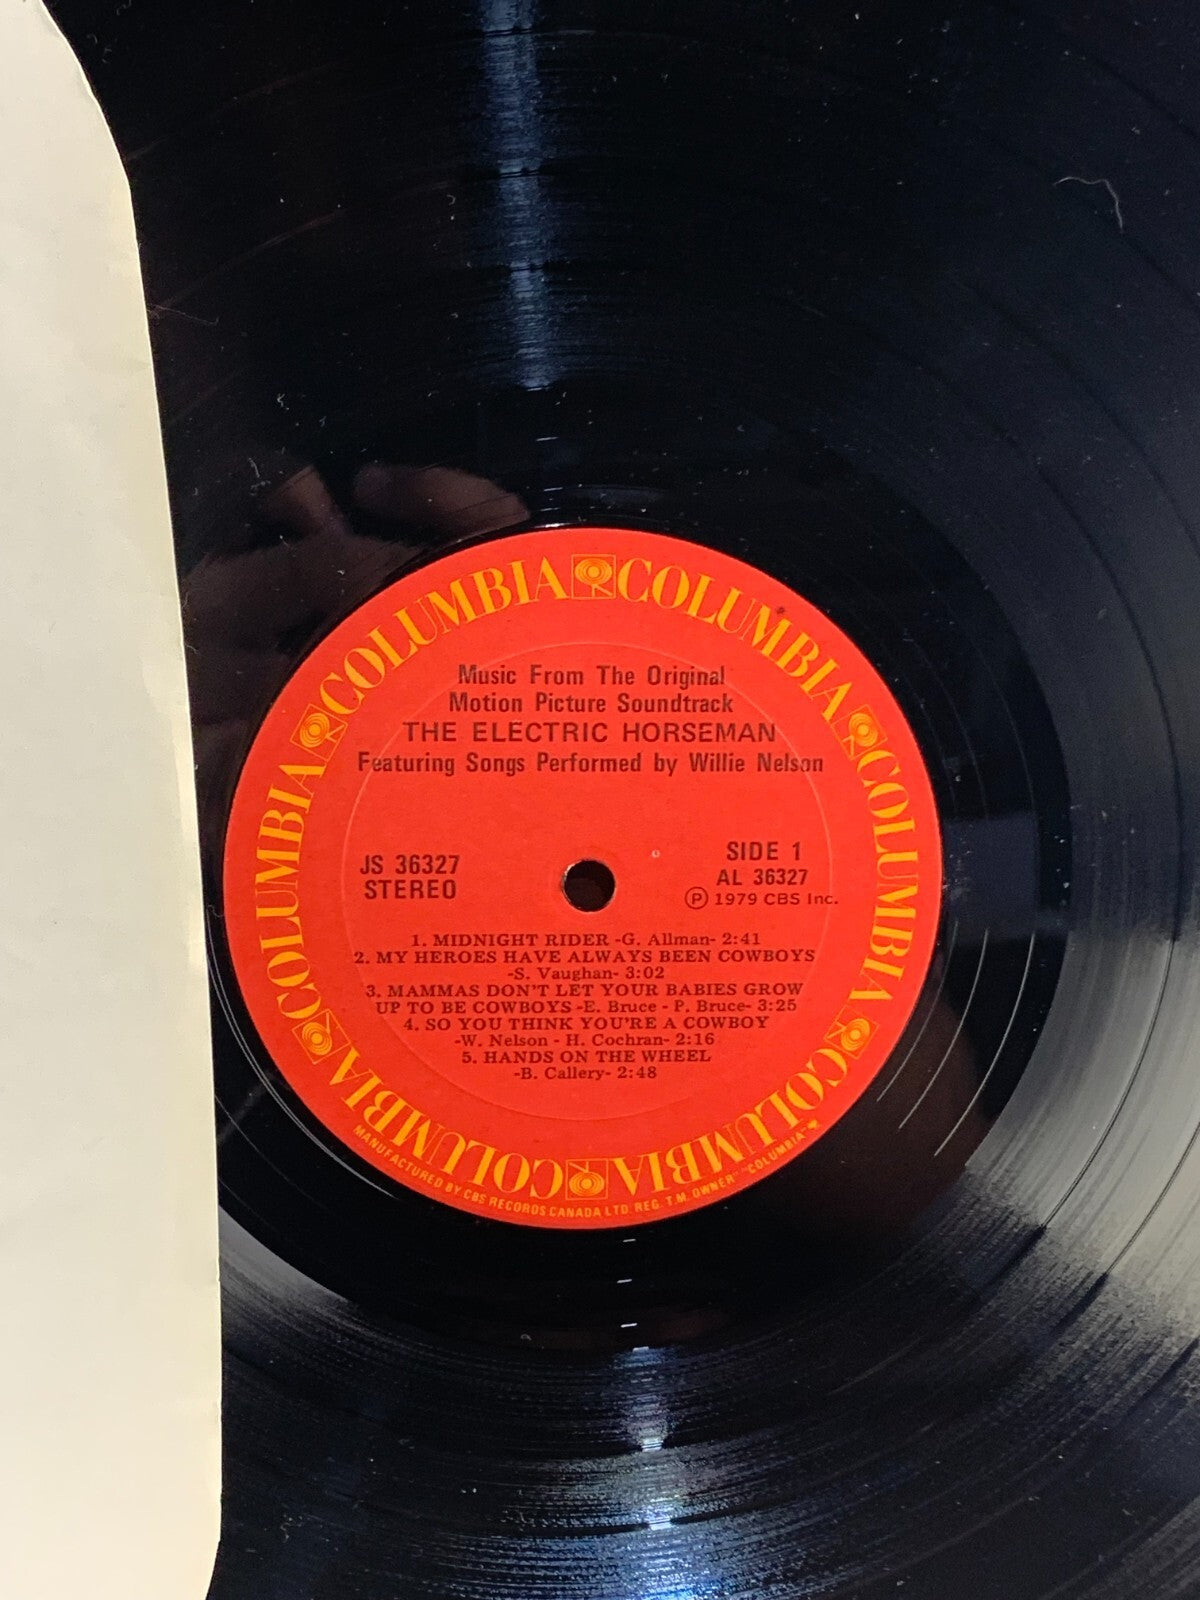 COLUMBIA COLUMBIA COLUMBIA COLUMBIA COLUMBIA COLUMBIA
Music From The Original
Motion Picture Soundtrack
THE ELECTRIC HORSEMAN
Featuring Songs Performed by Willie Nelson
JS 36327
STEREO
SIDE 1
AL 36327
Ⓟ 1979 CBS Inc.
1. MIDNIGHT RIDER -G. Allman- 2:41
2. MY HEROES HAVE ALWAYS BEEN COWBOYS
-S. Vaughan- 3:02
3. MAMMAS DON'T LET YOUR BABIES GROW
UP TO BE COWBOYS -E. Bruce - P. Bruce- 3:25
4. SO YOU THINK YOU'RE A COWBOY
-W. Nelson - H. Cochran- 2:16
5. HANDS ON THE WHEEL
-B. Callery- 2:48
MANUFACTURED BY CBS RECORDS CANADA LTD. REG. T.M. OWNER "COLUMBIA"